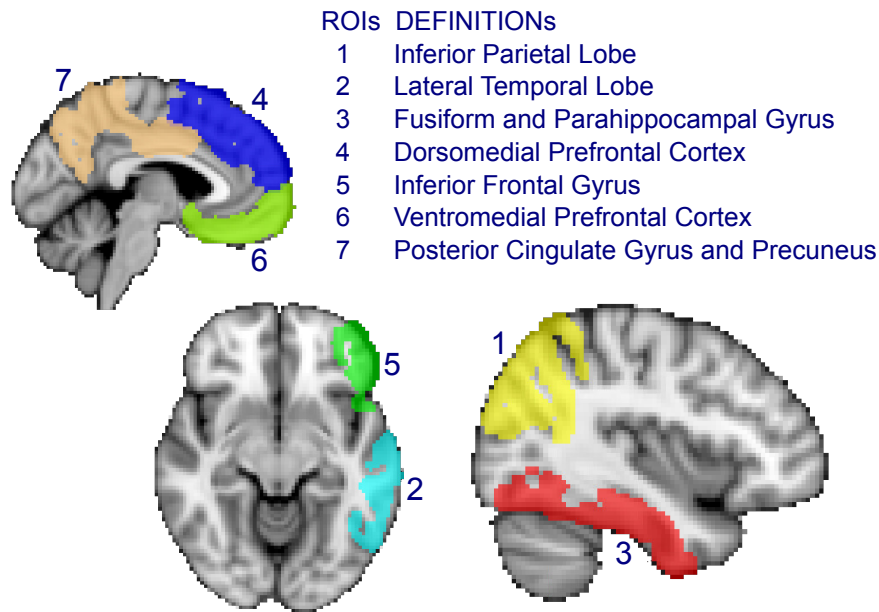 ROIs DEFINITIONs
1 Inferior Parietal Lobe
2 Lateral Temporal Lobe
3 Fusiform and Parahippocampal Gyrus
4 Dorsomedial Prefrontal Cortex
5 Inferior Frontal Gyrus
6 Ventromedial Prefrontal Cortex
7 Posterior Cingulate Gyrus and Precuneus
7
4
6
5
2
1
3